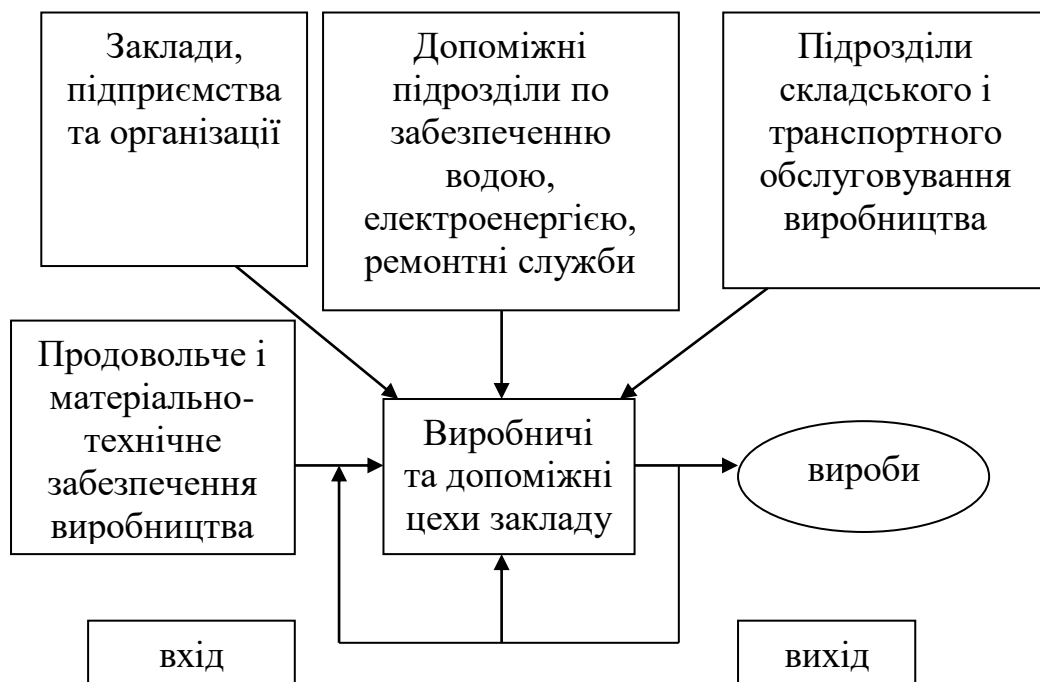 Заклади,
підприємства
та організації
Допоміжні
підрозділи по
забезпеченню
водою,
електроенергією,
ремонтні служби
Підрозділи
складського і
транспортного
обслуговування
виробництва
Продовольче і
матеріально-
технічне
забезпечення
виробництва
Виробничі
та допоміжні
цехи закладу
вироби
вхід
вихід